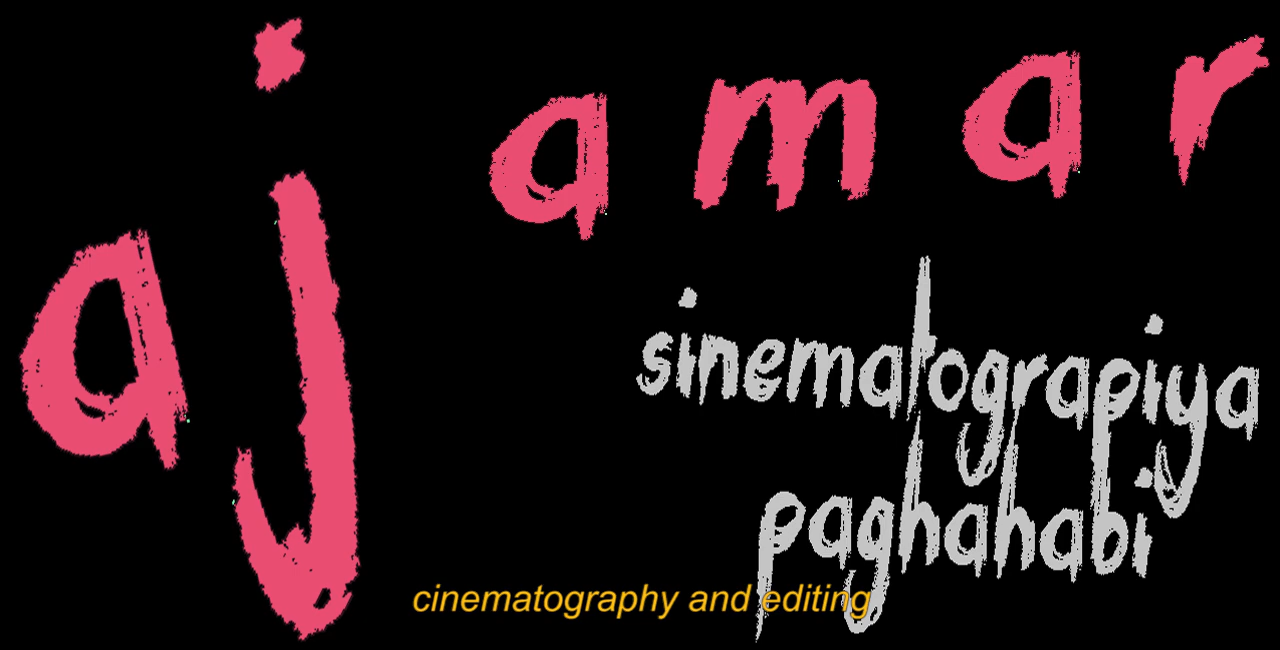 aj amar
sinematograpiya
paghahabi
cinematography and editing